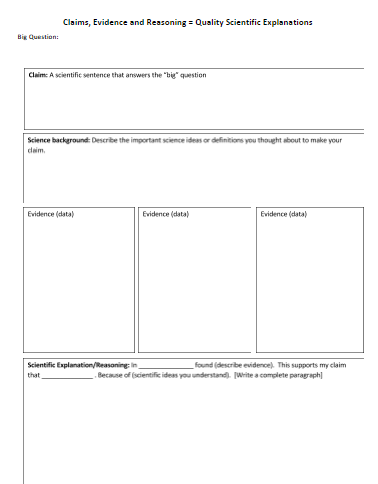 Claims, Evidence and Reasoning = Quality Scientific Explanations
Big Question:
Claim: A scientific sentence that answers the "big" question
Science background: Describe the important science ideas or definitions you thought about to make your
claim.
Evidence (data) Evidence (data) Evidence (data)
Scientific Explanation/Reasoning: In ________________ found (describe evidence). This supports my claim
that _______________ . Because of (scientific ideas you understand). [Write a complete paragraph]